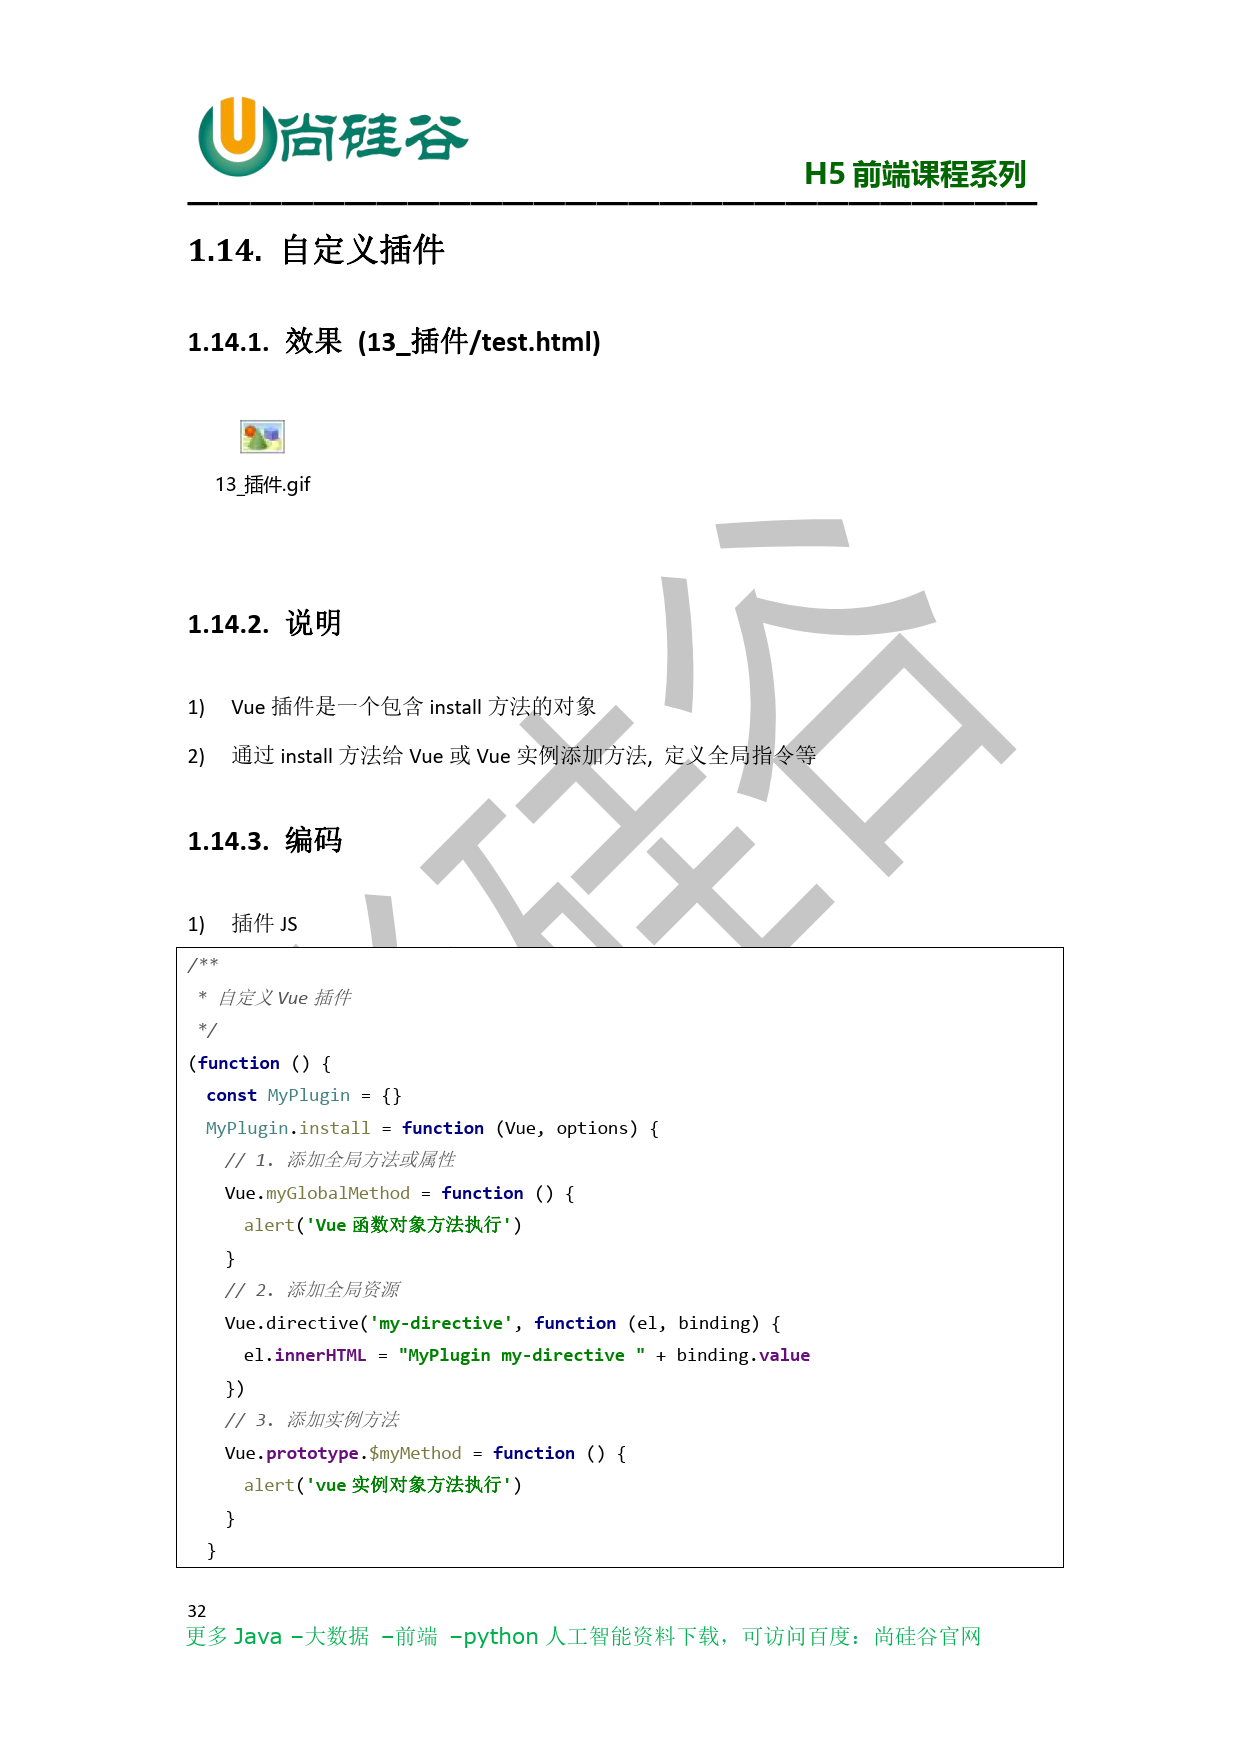 尚硅谷
H5 前端课程系列
1.14. 自定义插件
1.14.1. 效果 (13_插件/test.html)
13_插件.gif
1.14.2. 说明
1) Vue 插件是一个包含 install 方法的对象
2) 通过 install 方法给 Vue 或 Vue 实例添加方法, 定义全局指令等
1.14.3. 编码
1) 插件 JS
/**
 * 自定义 Vue 插件
 */
(function () {
  const MyPlugin = {}
  MyPlugin.install = function (Vue, options) {
    // 1. 添加全局方法或属性
    Vue.myGlobalMethod = function () {
      alert('Vue 函数对象方法执行')
    }
    // 2. 添加全局资源
    Vue.directive('my-directive', function (el, binding) {
      el.innerHTML = "MyPlugin my-directive " + binding.value
    })
    // 3. 添加实例方法
    Vue.prototype.$myMethod = function () {
      alert('vue 实例对象方法执行')
    }
  }
32
更多 Java –大数据 –前端 –python 人工智能资料下载，可访问百度：尚硅谷官网